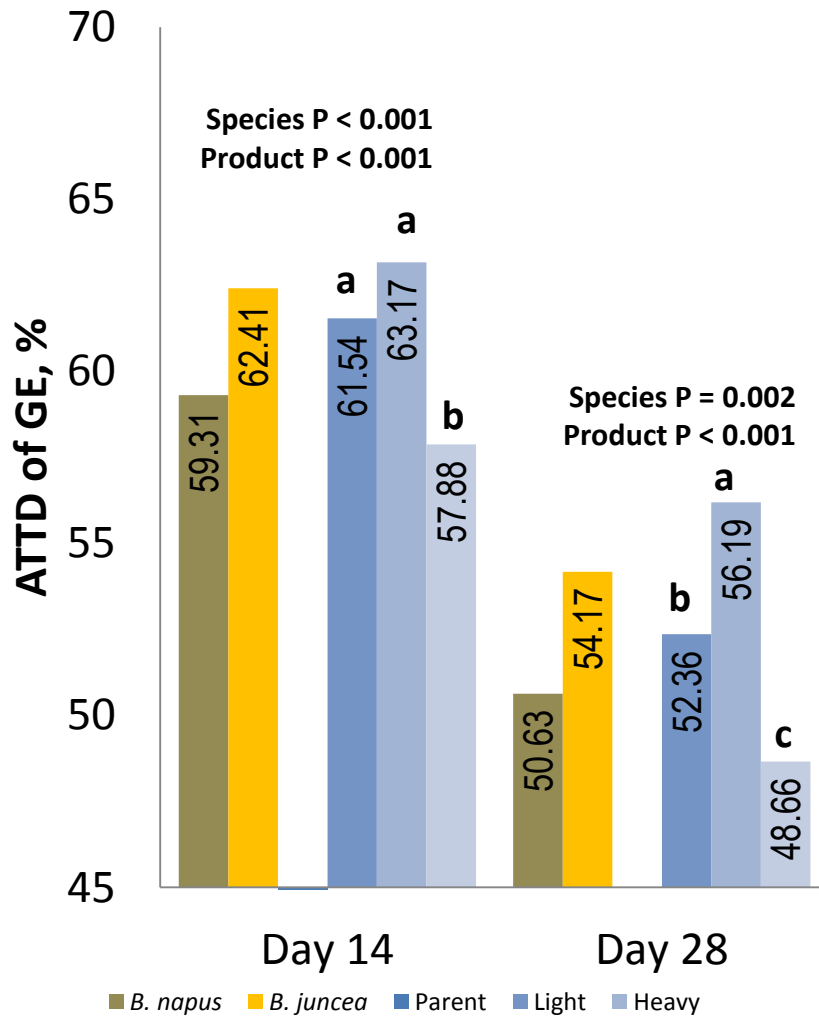 70
Species P < 0.001
Product P < 0.001
65
a
a
60
59.31
62.41
61.54
63.17
b
57.88
Species P = 0.002
Product P < 0.001
a
55
b
50.63
54.17
52.36
56.19
c
48.66
50
45
ATTD of GE, %
Day 14 Day 28
B. napus B. juncea Parent Light Heavy